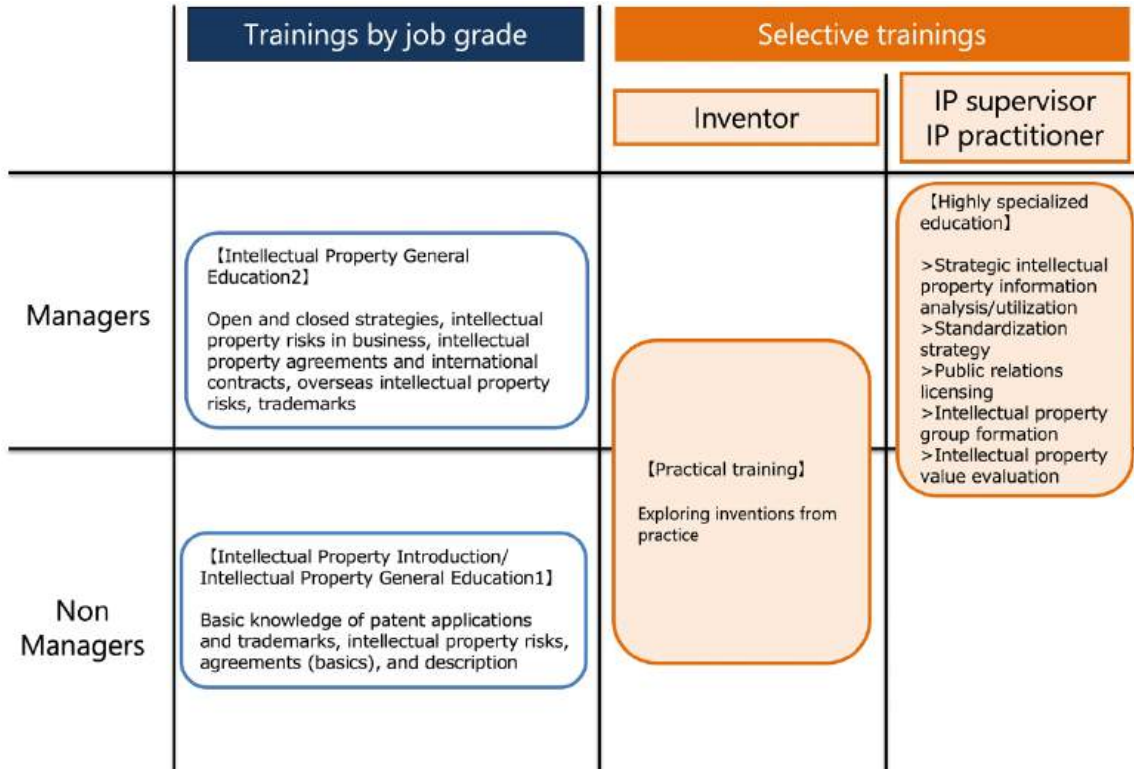 Trainings by job grade
Selective trainings
Inventor
IP supervisor
IP practitioner
Managers
【Intellectual Property General
Education2】
Open and closed strategies, intellectual
property risks in business, intellectual
property agreements and international
contracts, overseas intellectual property
risks, trademarks
【Highly specialized
education】
>Strategic intellectual
property information
analysis/utilization
>Standardization
strategy
>Public relations
licensing
>Intellectual property
group formation
>Intellectual property
value evaluation
【Practical training】
Exploring inventions from
practice
Non
Managers
【Intellectual Property Introduction/
Intellectual Property General Education1】
Basic knowledge of patent applications
and trademarks, intellectual property risks,
agreements (basics), and description